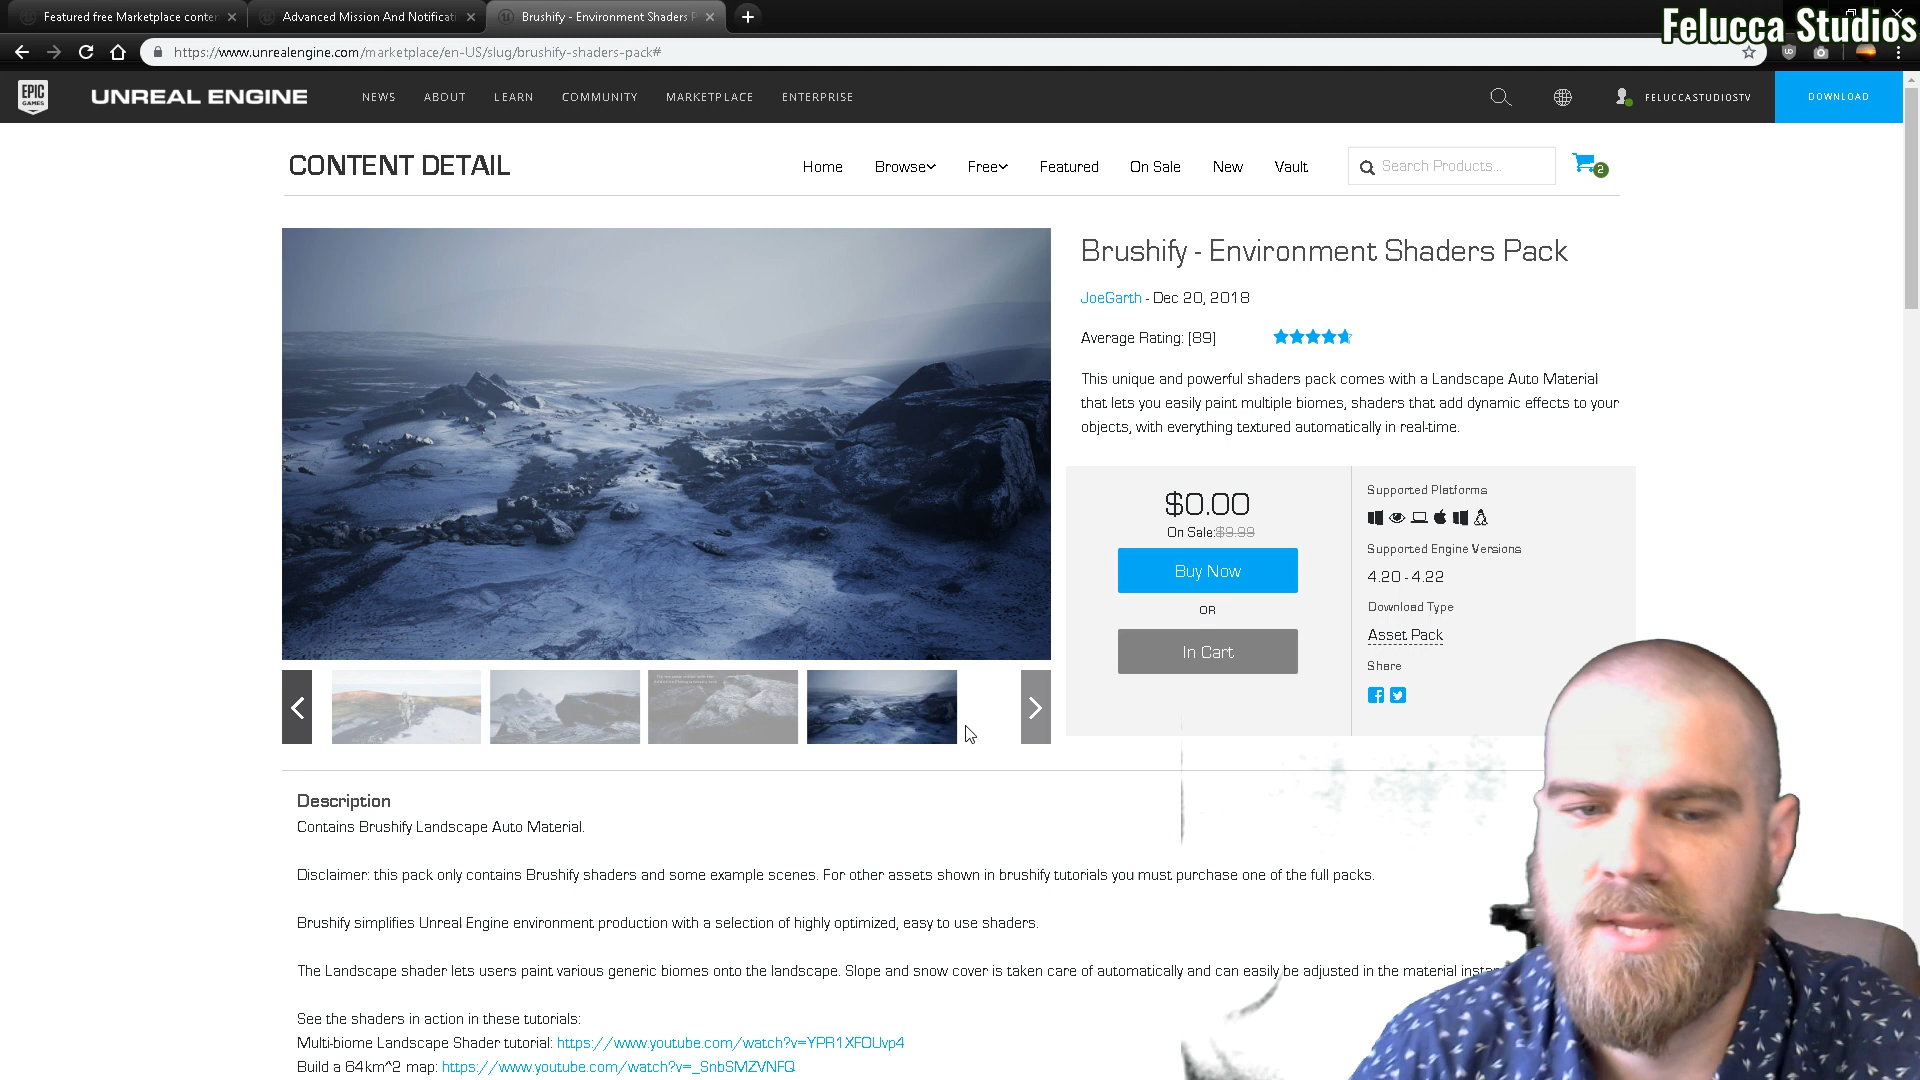 Featured free Marketplace conten
Advanced Mission And Notificati
Brushify - Environment Shaders P
Felucca Studios
https://www.unrealengine.com/marketplace/en-US/slug/brushify-shaders-pack#
EPIC GAMES
UNREAL ENGINE
NEWS
ABOUT
LEARN
COMMUNITY
MARKETPLACE
ENTERPRISE
FELUCCASTUDIOSTV
DOWNLOAD
CONTENT DETAIL
Home
Browse
Free
Featured
On Sale
New
Vault
Search Products...
2
Brushify - Environment Shaders Pack
JoeGarth - Dec 20, 2018
Average Rating: [89]
This unique and powerful shaders pack comes with a Landscape Auto Material
that lets you easily paint multiple biomes, shaders that add dynamic effects to your
objects, with everything textured automatically in real-time.
$0.00
On Sale:$9.99
Buy Now
OR
In Cart
Supported Platforms
Supported Engine Versions
4.20 - 4.22
Download Type
Asset Pack
Share
Description
Contains Brushify Landscape Auto Material.
Disclaimer: this pack only contains Brushify shaders and some example scenes. For other assets shown in brushify tutorials you must purchase one of the full packs.
Brushify simplifies Unreal Engine environment production with a selection of highly optimized, easy to use shaders.
The Landscape shader lets users paint various generic biomes onto the landscape. Slope and snow cover is taken care of automatically and can easily be adjusted in the material
See the shaders in action in these tutorials:
Multi-biome Landscape Shader tutorial: https://www.youtube.com/watch?v=YPR1XFOUvp4
Build a 64km^2 map: https://www.youtube.com/watch?v=_SnbSMZVNFQ